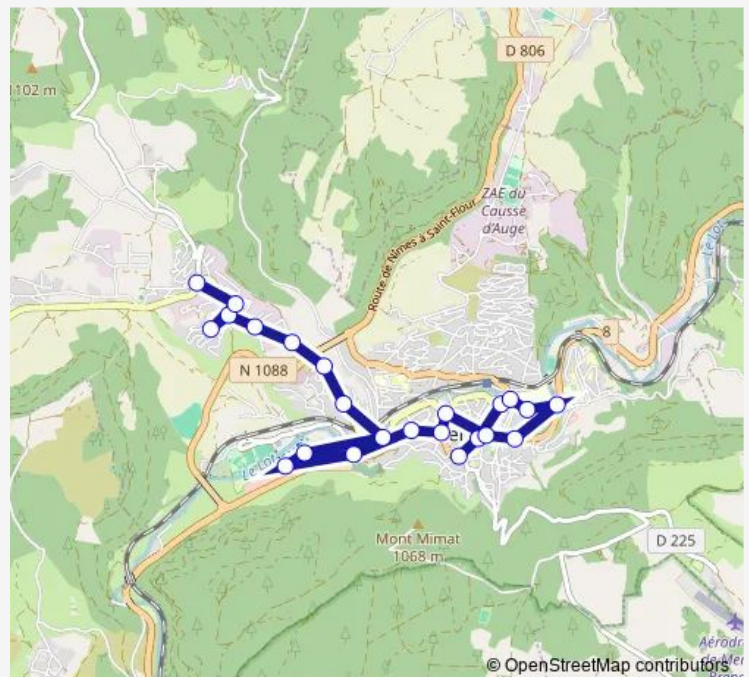 D 806
1102 m
ZAE du
Causse
d'Auge
Route de Nîmes à Saint-Flour
Le Lot
8
N 1088
Le Lot
Mont Mimat
1068 m
D 225
© OpenStreetMap contributors